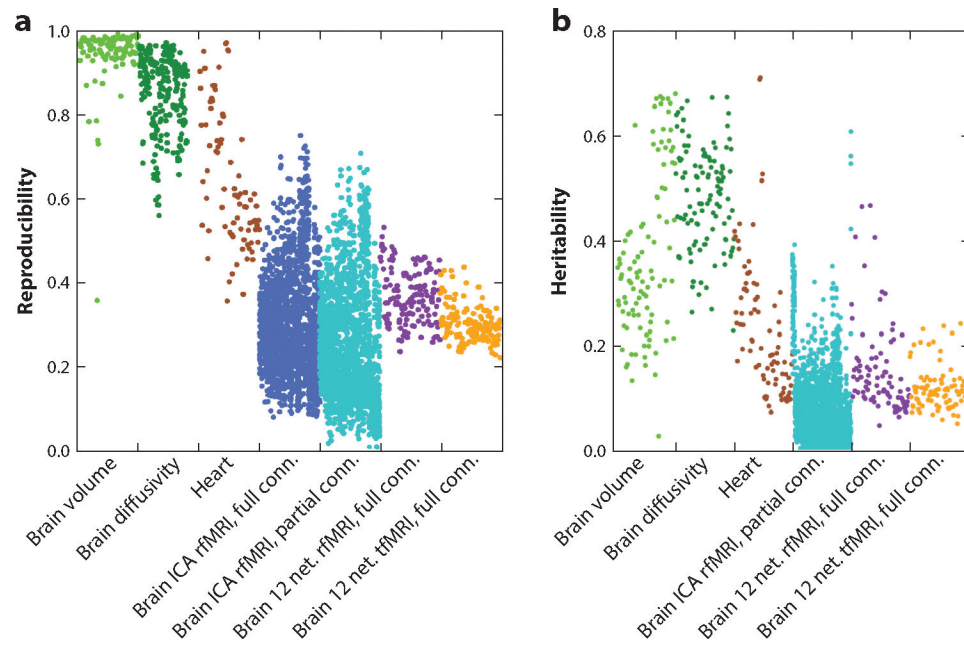 a
Reproducibility
1.0
0.8
0.6
0.4
0.2
0.0
Brain volume
Brain diffusivity
Heart
Brain ICA rfMRI, full conn.
Brain ICA rfMRI, partial conn.
Brain 12 net. rfMRI, full conn.
Brain 12 net. tfMRI, full conn.
b
Heritability
0.8
0.6
0.4
0.2
0.0
Brain volume
Brain diffusivity
Heart
Brain ICA rfMRI, partial conn.
Brain 12 net. rfMRI, full conn.
Brain 12 net. tfMRI, full conn.